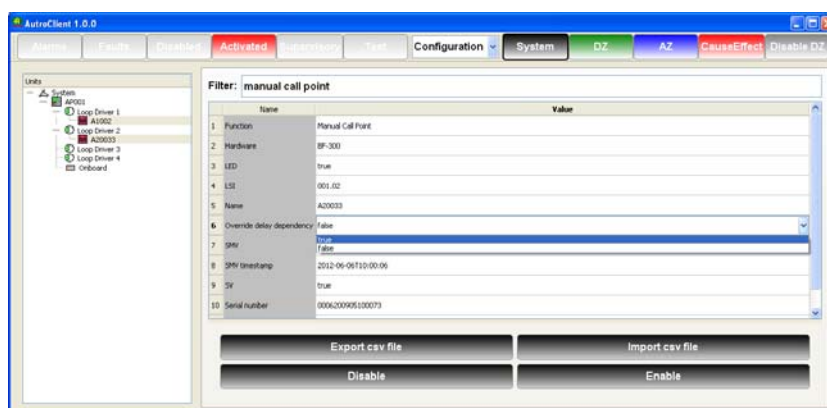 AutroClient 1.0.0
Alarms Faults Disabled Activated Supervisory Test Configuration System DZ AZ CauseEffect Disable DZ
Units
System
AP001
Loop Driver 1
A1002
Loop Driver 2
A20033
Loop Driver 3
Loop Driver 4
Onboard
Filter: manual call point
Name Value
1 Function Manual Call Point
2 Hardware BF-300
3 LED true
4 LSI 001.02
5 Name A20033
6 Override delay dependency false
true
7 SMV false
8 SMV timestamp 2012-06-06T10:00:06
9 SV true
10 Serial number 0006200905100073
Export csv file Import csv file
Disable Enable